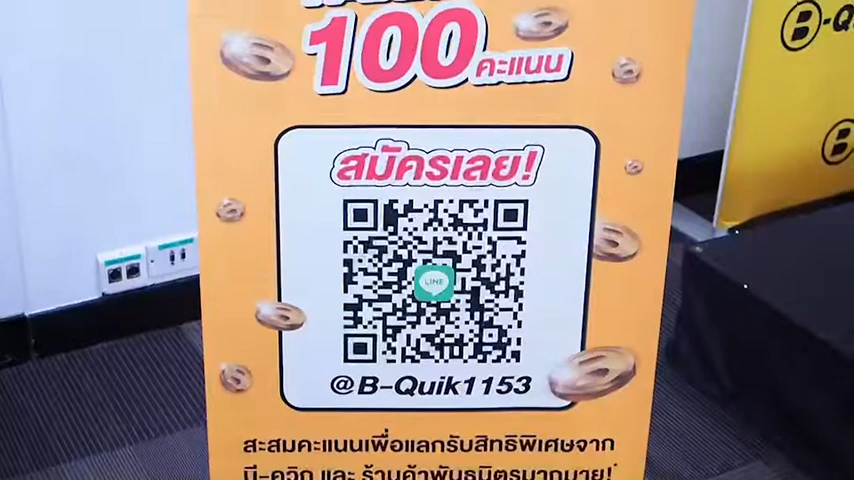 100 คะแนน
สมัครเลย!
LINE
@B-Quik1153
สะสมคะแนนเพื่อแลกรับสิทธิพิเศษจาก
บี-ควิก และ ร้านค้าพันธมิตรมากมาย!*
B-Q
B